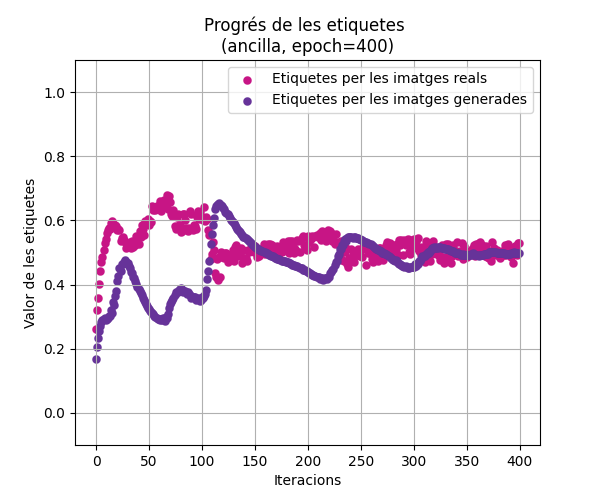 Progrés de les etiquetes
(ancilla, epoch=400)
Etiquetes per les imatges reals
Etiquetes per les imatges generades
Valor de les etiquetes
1.0
0.8
0.6
0.4
0.2
0.0
0 50 100 150 200 250 300 350 400
Iteracions